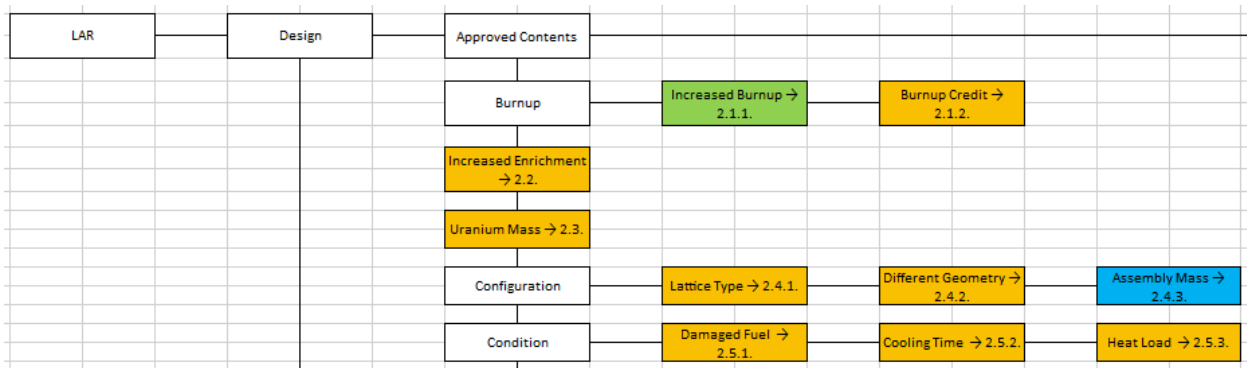 LAR
Design
Approved Contents
Burnup
Increased Burnup →
2.1.1.
Burnup Credit →
2.1.2.
Increased Enrichment
→ 2.2.
Uranium Mass → 2.3.
Configuration
Lattice Type → 2.4.1.
Different Geometry →
2.4.2.
Assembly Mass →
2.4.3.
Condition
Damaged Fuel →
2.5.1.
Cooling Time → 2.5.2.
Heat Load → 2.5.3.